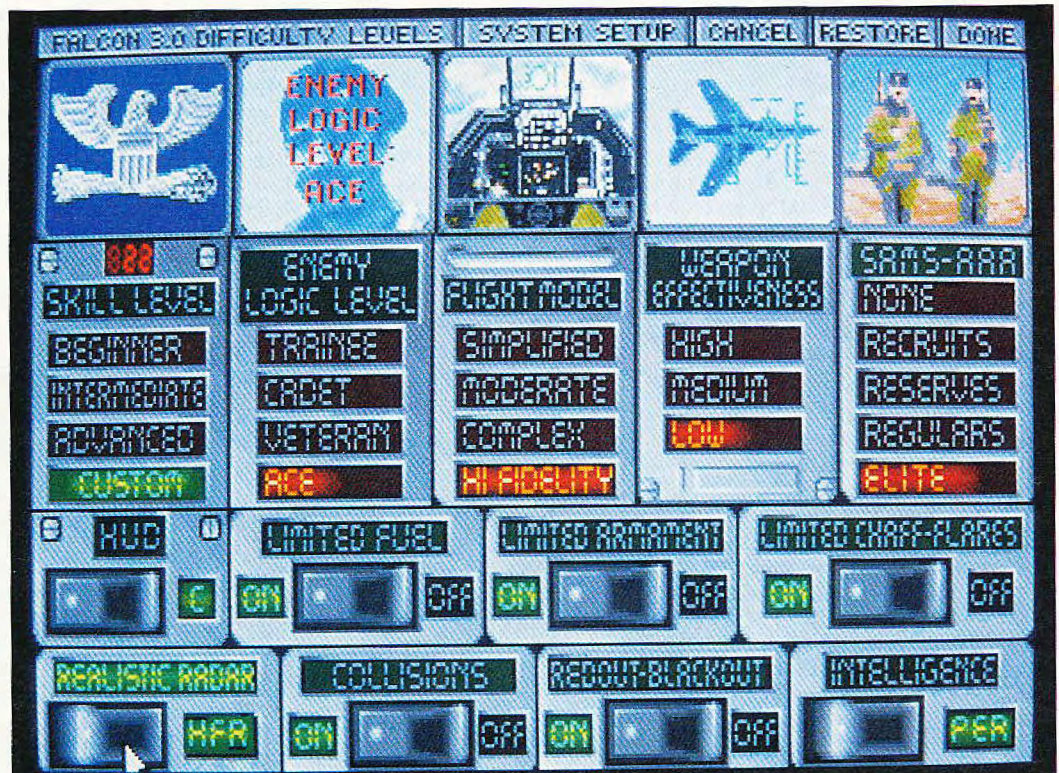 FALCON 3.0 DIFFICULTY LEVELS
SYSTEM SETUP
CANCEL
RESTORE
DONE
ENEMY
LOGIC
LEVEL:
ACE
888
SKILL LEVEL
BEGINNER
INTERMEDIATE
ADVANCED
CUSTOM
ENEMY
LOGIC LEVEL
TRAINEE
CADET
VETERAN
ACE
FLIGHT MODEL
SIMPLIFIED
MODERATE
COMPLEX
HI FIDELITY
WEAPON
EFFECTIVENESS
HIGH
MEDIUM
LOW
SAMS-AAA
NONE
RECRUITS
RESERVES
REGULARS
ELITE
HUD
C
LIMITED FUEL
ON
OFF
LIMITED ARMAMENT
ON
OFF
LIMITED CHAFF-FLARES
ON
OFF
REALISTIC RADAR
HFR
COLLISIONS
ON
OFF
REDOUT-BLACKOUT
ON
OFF
INTELLIGENCE
PER